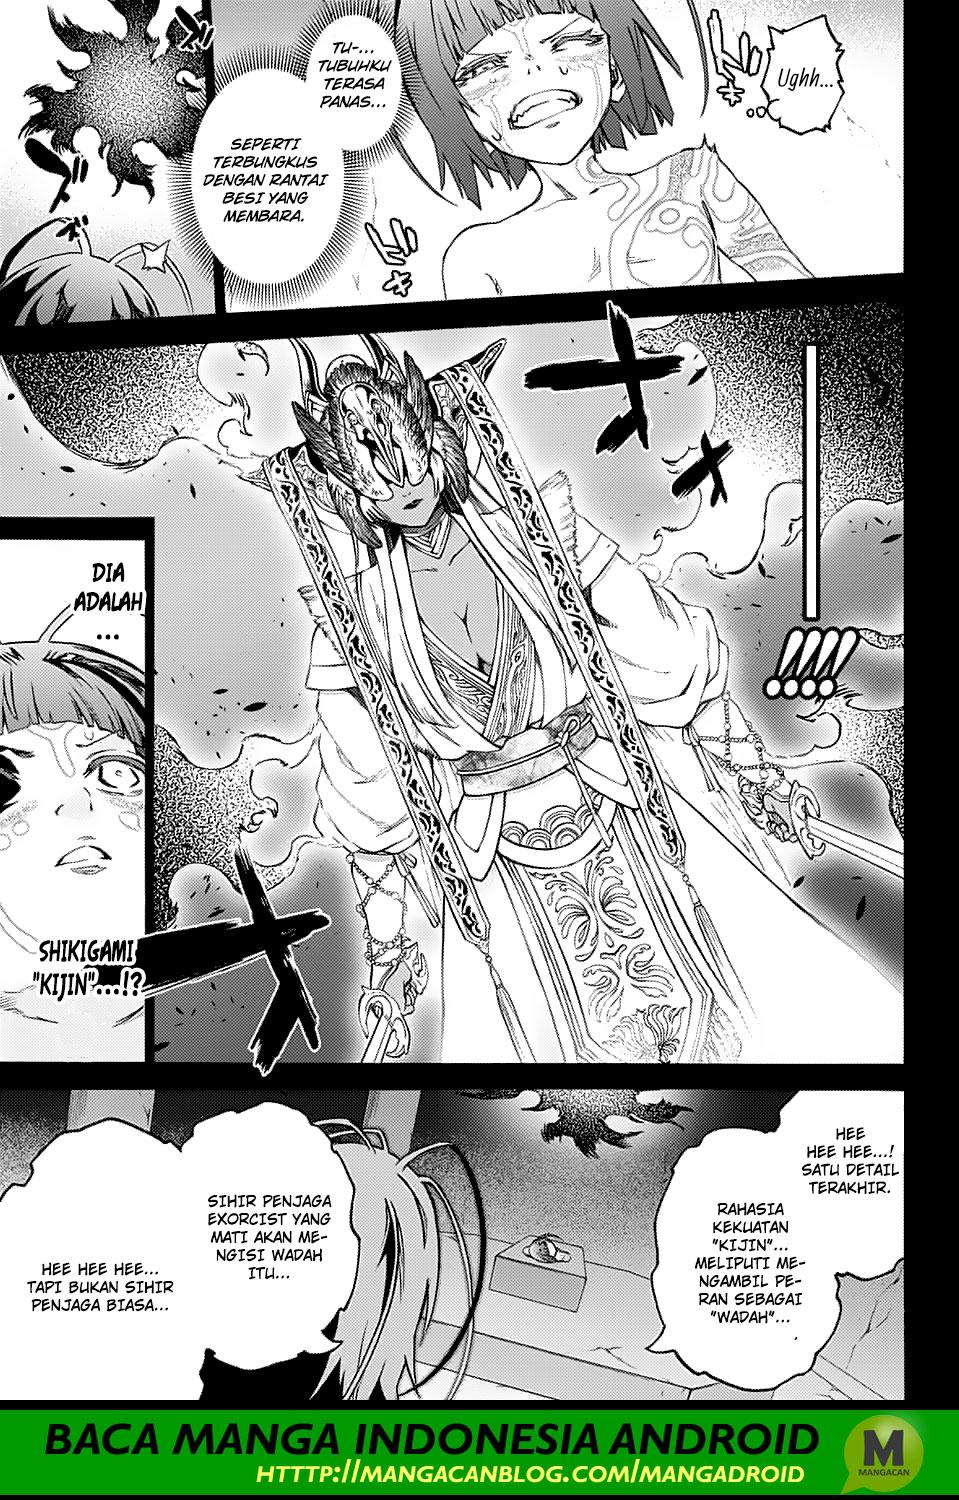 Ughh...
TU-...
TUBUHKU
TERASA
PANAS...
SEPERTI
TERBUNGKUS
DENGAN RANTAI
BESI YANG
MEMBARA.
DIA
ADALAH
...
SHIKIGAMI
"KIJIN"...!?
HEE
HEE HEE...!
SATU DETAIL
TERAKHIR.
RAHASIA
KEKUATAN
"KIJIN"...
MELIPUTI ME-
NGAMBIL PE-
RAN SEBAGAI
"WADAH"...
SIHIR PENJAGA
EXORCIST YANG
MATI AKAN ME-
NGISI WADAH
ITU...
HEE HEE HEE...
TAPI BUKAN SIHIR
PENJAGA BIASA...
BACA MANGA INDONESIA ANDROID
HTTTP://MANGACANBLOG.COM/MANGADROID
M
MANGACAN